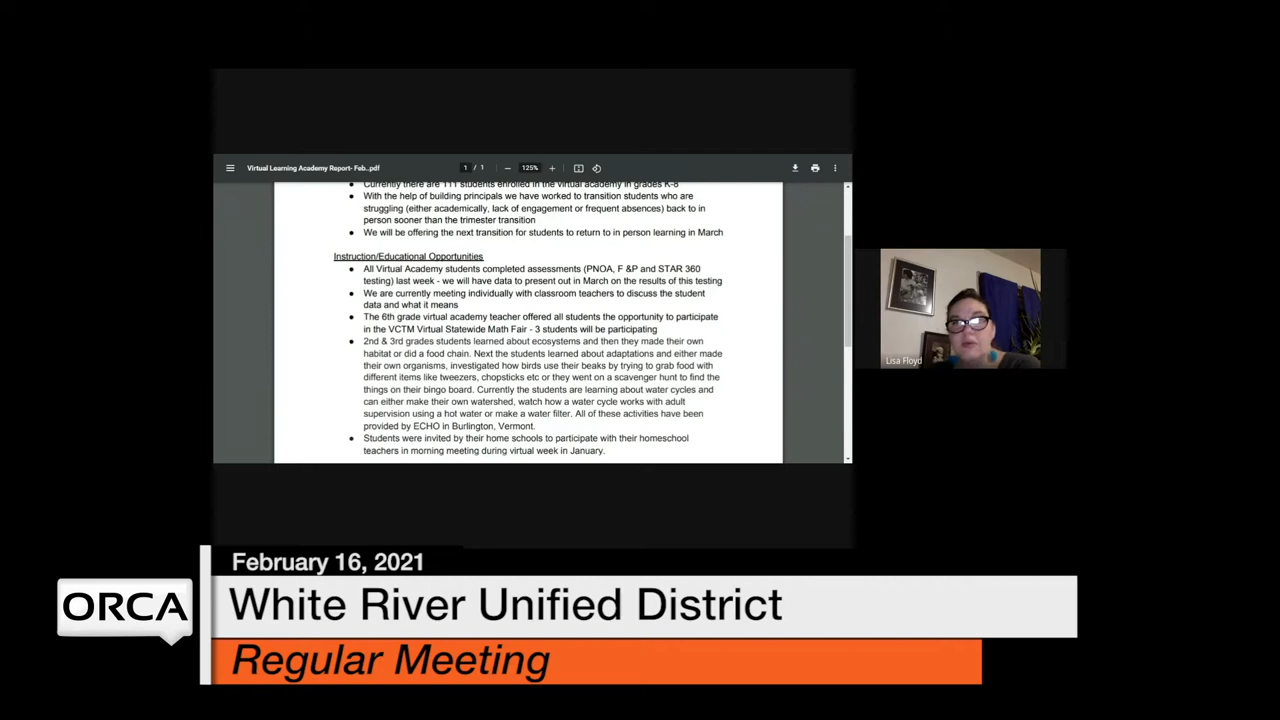 Virtual Learning Academy Report- Feb..pdf
1 / 1
125%
Currently there are 111 students enrolled in the virtual academy in grades K-8
With the help of building principals we have worked to transition students who are
struggling (either academically, lack of engagement or frequent absences) back to in
person sooner than the trimester transition
We will be offering the next transition for students to return to in person learning in March
Instruction/Educational Opportunities
All Virtual Academy students completed assessments (PNOA, F &P and STAR 360
testing) last week - we will have data to present out in March on the results of this testing
We are currently meeting individually with classroom teachers to discuss the student
data and what it means
The 6th grade virtual academy teacher offered all students the opportunity to participate
in the VCTM Virtual Statewide Math Fair - 3 students will be participating
2nd & 3rd grades students learned about ecosystems and then they made their own
habitat or did a food chain. Next the students learned about adaptations and either made
their own organisms, investigated how birds use their beaks by trying to grab food with
different items like tweezers, chopsticks etc or they went on a scavenger hunt to find the
things on their bingo board. Currently the students are learning about water cycles and
can either make their own watershed, watch how a water cycle works with adult
supervision using a hot water or make a water filter. All of these activities have been
provided by ECHO in Burlington, Vermont.
Students were invited by their home schools to participate with their homeschool
teachers in morning meeting during virtual week in January.
Lisa Floyd
February 16, 2021
ORCA
White River Unified District
Regular Meeting